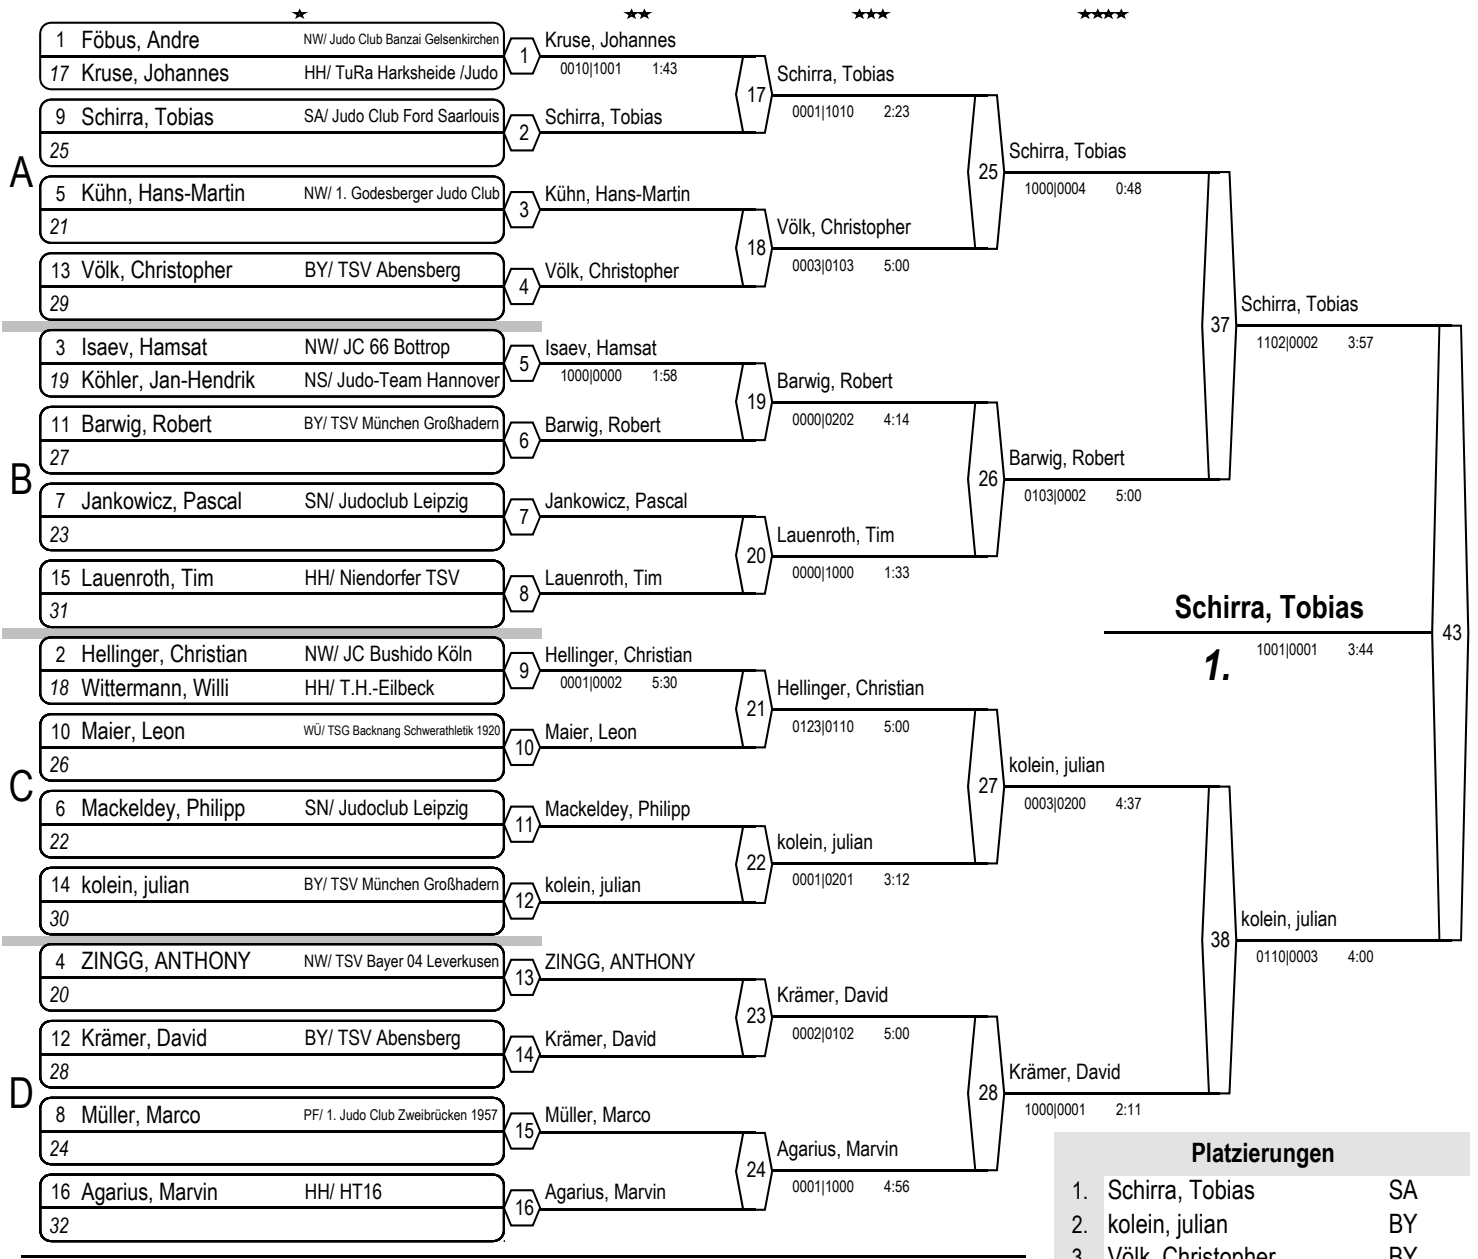 ★ ★★ ★★★ ★★★★
A
1 Föbus, Andre NW/ Judo Club Banzai Gelsenkirchen
17 Kruse, Johannes HH/ TuRa Harksheide /Judo
9 Schirra, Tobias SA/ Judo Club Ford Saarlouis
25
5 Kühn, Hans-Martin NW/ 1. Godesberger Judo Club
21
13 Völk, Christopher BY/ TSV Abensberg
29
B
3 Isaev, Hamsat NW/ JC 66 Bottrop
19 Köhler, Jan-Hendrik NS/ Judo-Team Hannover
11 Barwig, Robert BY/ TSV München Großhadern
27
7 Jankowicz, Pascal SN/ Judoclub Leipzig
23
15 Lauenroth, Tim HH/ Niendorfer TSV
31
C
2 Hellinger, Christian NW/ JC Bushido Köln
18 Wittermann, Willi HH/ T.H.-Eilbeck
10 Maier, Leon WÜ/ TSG Backnang Schwerathletik 1920
26
6 Mackeldey, Philipp SN/ Judoclub Leipzig
22
14 kolein, julian BY/ TSV München Großhadern
30
D
4 ZINGG, ANTHONY NW/ TSV Bayer 04 Leverkusen
20
12 Krämer, David BY/ TSV Abensberg
28
8 Müller, Marco PF/ 1. Judo Club Zweibrücken 1957
24
16 Agarius, Marvin HH/ HT16
32
1 Kruse, Johannes
0010|1001 1:43
2 Schirra, Tobias
3 Kühn, Hans-Martin
4 Völk, Christopher
5 Isaev, Hamsat
1000|0000 1:58
6 Barwig, Robert
7 Jankowicz, Pascal
8 Lauenroth, Tim
9 Hellinger, Christian
0001|0002 5:30
10 Maier, Leon
11 Mackeldey, Philipp
12 kolein, julian
13 ZINGG, ANTHONY
14 Krämer, David
15 Müller, Marco
16 Agarius, Marvin
17 Schirra, Tobias
0001|1010 2:23
18 Völk, Christopher
0003|0103 5:00
19 Barwig, Robert
0000|0202 4:14
20 Lauenroth, Tim
0000|1000 1:33
21 Hellinger, Christian
0123|0110 5:00
22 kolein, julian
0001|0201 3:12
23 Krämer, David
0002|0102 5:00
24 Agarius, Marvin
0001|1000 4:56
25 Schirra, Tobias
1000|0004 0:48
26 Barwig, Robert
0103|0002 5:00
27 kolein, julian
0003|0200 4:37
28 Krämer, David
1000|0001 2:11
37 Schirra, Tobias
1102|0002 3:57
38 kolein, julian
0110|0003 4:00
43 Schirra, Tobias
1. 1001|0001 3:44
Platzierungen
1. Schirra, Tobias SA
2. kolein, julian BY
3. Völk, Christopher BY